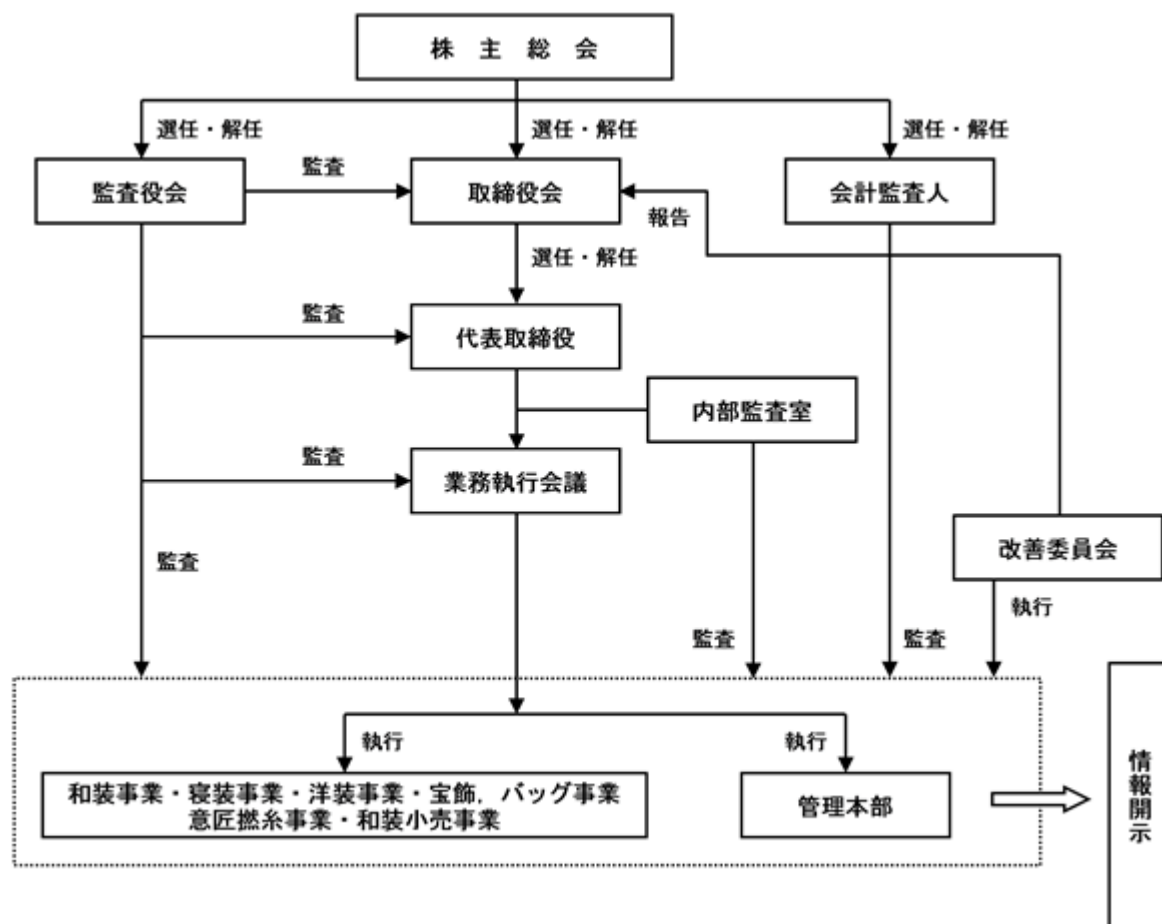 株 主 総 会
選任・解任
選任・解任
選任・解任
監査役会
監査
取締役会
会計監査人
報告
選任・解任
監査
代表取締役
内部監査室
監査
業務執行会議
改善委員会
監査
執行
監査
監査
執行
執行
和装事業・寝装事業・洋装事業・宝飾,バッグ事業
意匠撚糸事業・和装小売事業
管理本部
情報開示